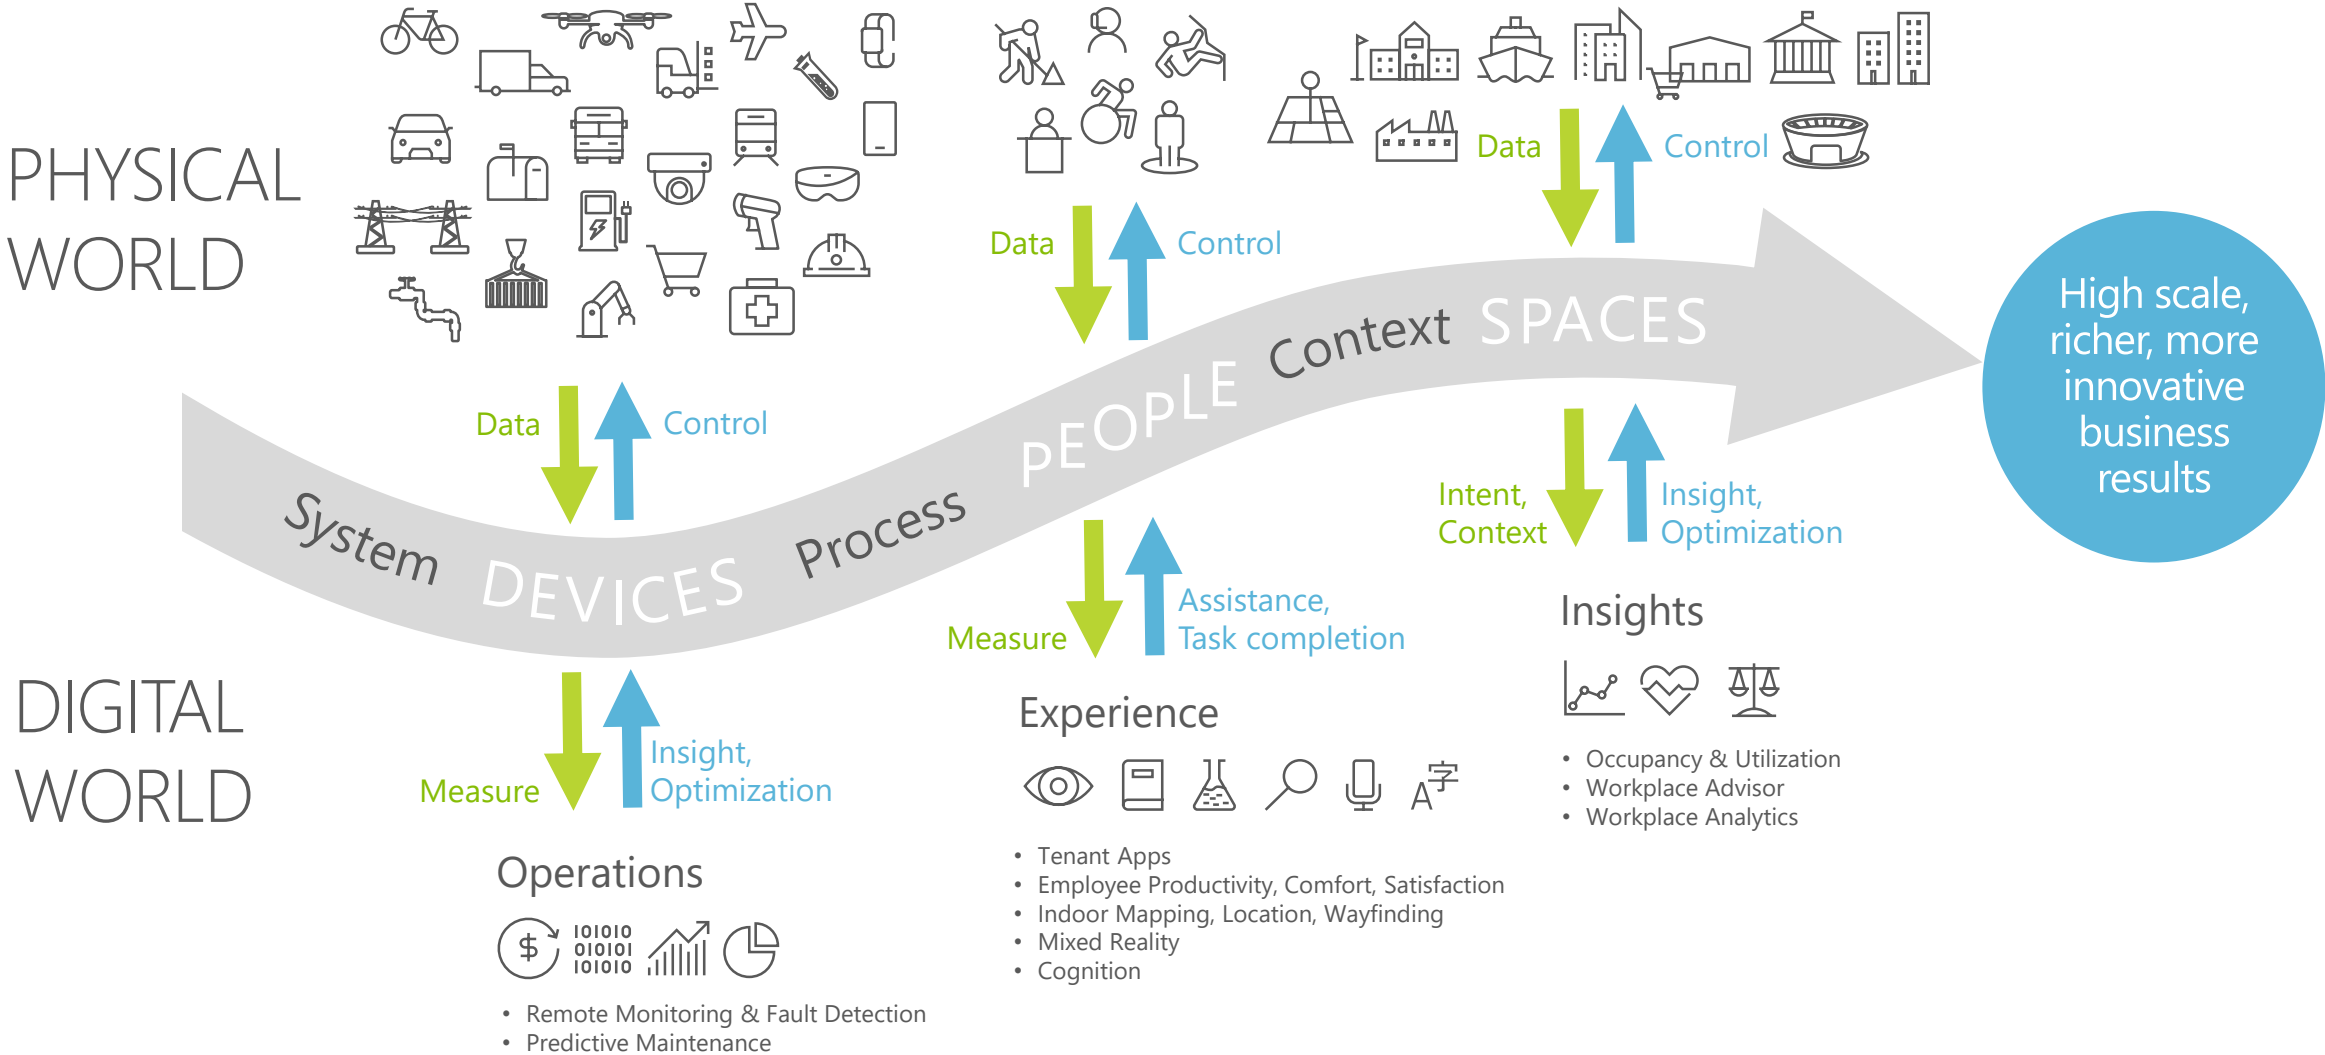 PHYSICAL
WORLD
Data
Control
Data
Control
Data
Control
System DEVICES Process PEOPLE Context SPACES
High scale,
richer, more
innovative
business
results
DIGITAL
WORLD
Measure
Insight,
Optimization
Operations
$
101010
010101
101010
• Remote Monitoring & Fault Detection
• Predictive Maintenance
Measure
Assistance,
Task completion
Experience
A字
• Tenant Apps
• Employee Productivity, Comfort, Satisfaction
• Indoor Mapping, Location, Wayfinding
• Mixed Reality
• Cognition
Intent,
Context
Insight,
Optimization
Insights
• Occupancy & Utilization
• Workplace Advisor
• Workplace Analytics